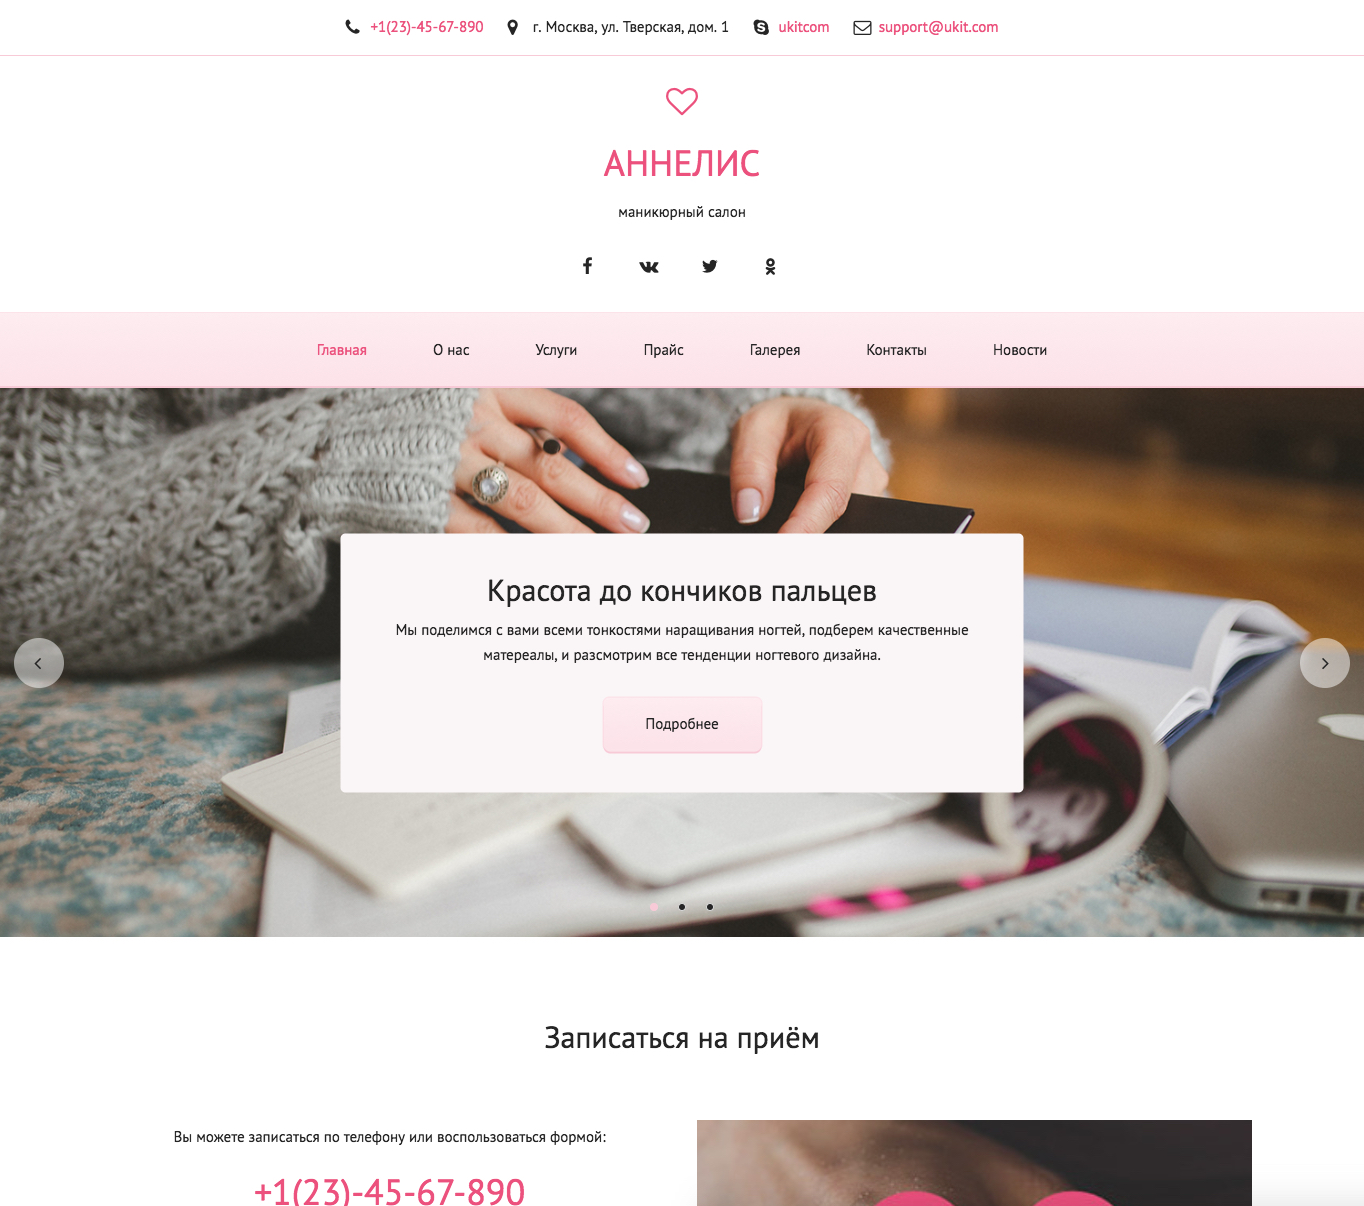 +1(23)-45-67-890 г. Москва, ул. Тверская, дом. 1 ukitcom support@ukit.com
АННЕЛИС
маникюрный салон
Главная О нас Услуги Прайс Галерея Контакты Новости
Красота до кончиков пальцев
Мы поделимся с вами всеми тонкостями наращивания ногтей, подберем качественные
матереалы, и разсмотрим все тенденции ногтевого дизайна.
Подробнее
Записаться на приём
Вы можете записаться по телефону или воспользоваться формой:
+1(23)-45-67-890